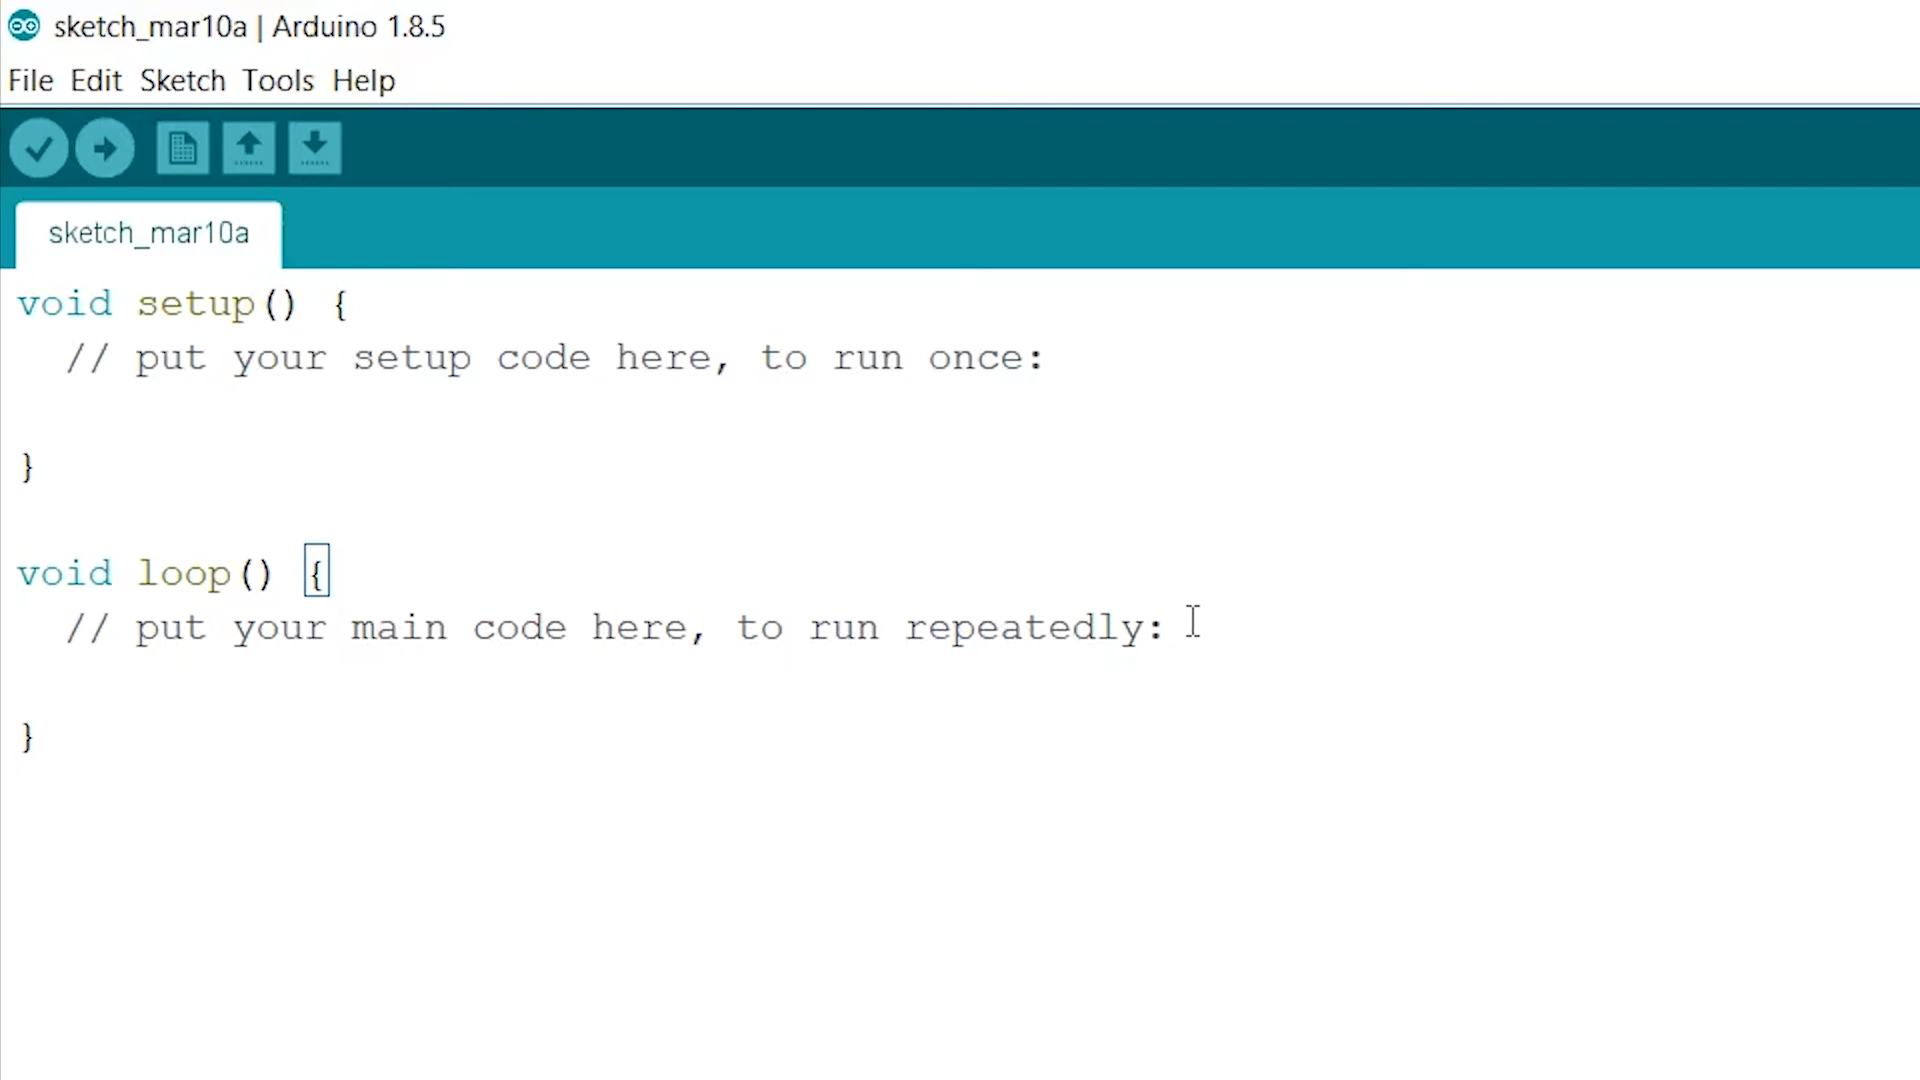 sketch_mar10a | Arduino 1.8.5
File Edit Sketch Tools Help
sketch_mar10a
void setup() {
  // put your setup code here, to run once:
}
void loop() {
  // put your main code here, to run repeatedly:
}